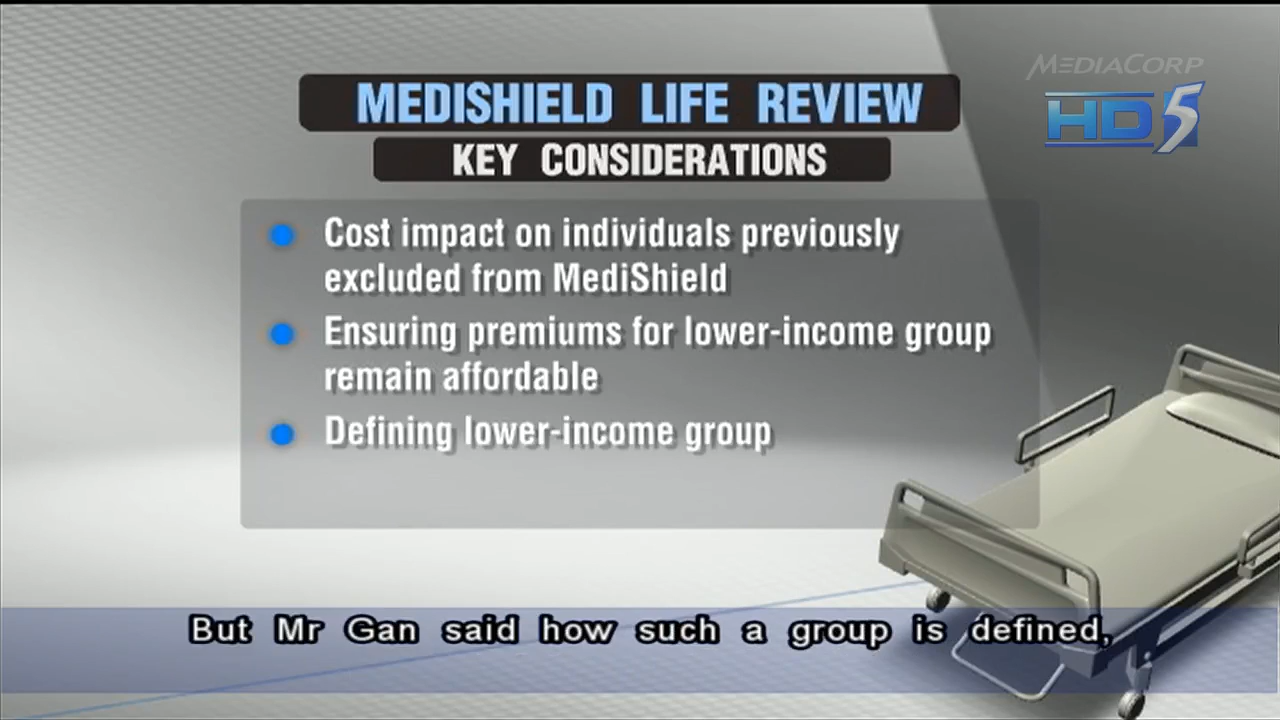 MEDIACORP
HD5
MEDISHIELD LIFE REVIEW
KEY CONSIDERATIONS
Cost impact on individuals previously
excluded from MediShield
Ensuring premiums for lower-income group
remain affordable
Defining lower-income group
But Mr Gan said how such a group is defined,